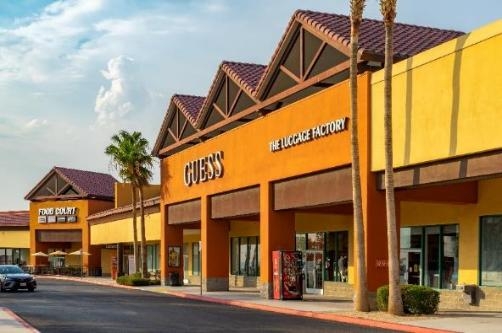 FOOD COURT
GUESS
THE LUGGAGE FACTORY